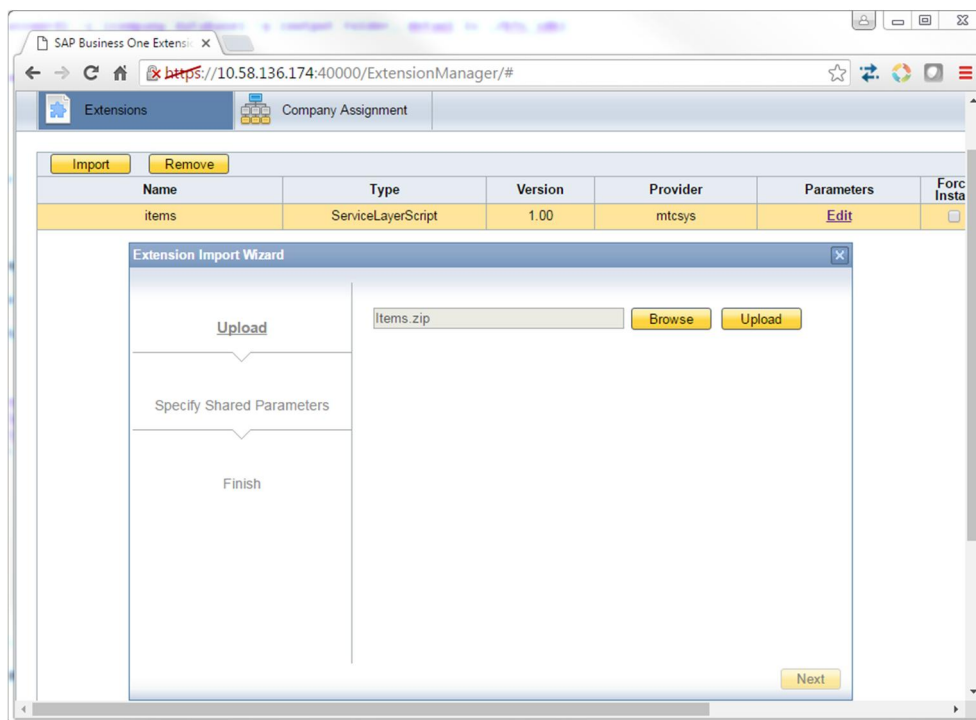 SAP Business One Extensi
https://10.58.136.174:40000/ExtensionManager/#
Extensions
Company Assignment
Import Remove
Name Type Version Provider Parameters Forc
Insta
items ServiceLayerScript 1.00 mtcsys Edit
Extension Import Wizard
Upload
Items.zip Browse Upload
Specify Shared Parameters
Finish
Next